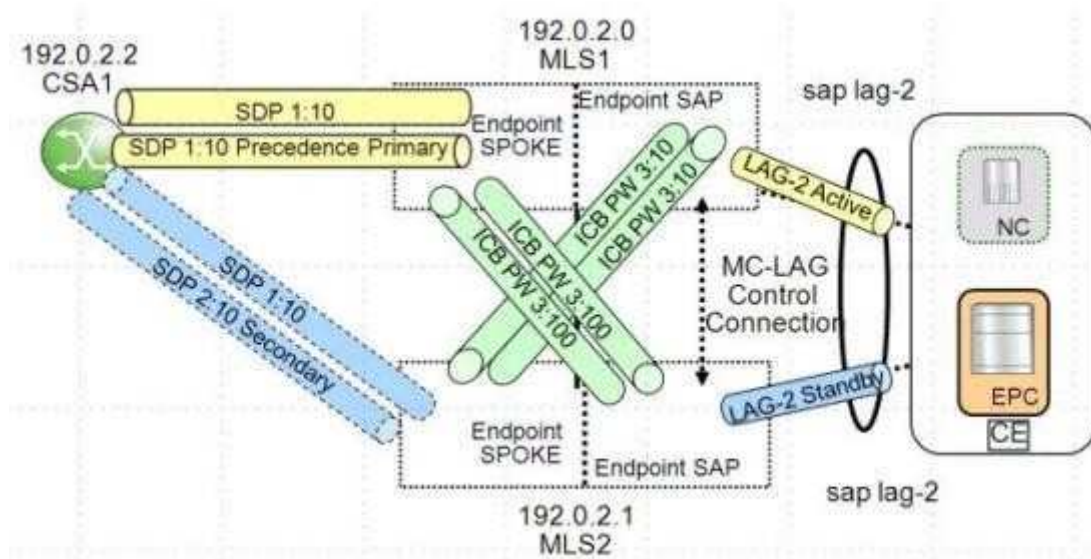 192.0.2.2
CSA1
192.0.2.0
MLS1
SDP 1:10
SDP 1:10 Precedence Primary
Endpoint
SPOKE
Endpoint SAP
sap lag-2
ICB PW 3:10
ICB PW 3:10
LAG-2 Active
NC
SDP 1:10
SDP 2:10 Secondary
ICB PW 3:100
ICB PW 3:100
MC-LAG
Control
Connection
LAG-2 Standby
EPC
CE
Endpoint
SPOKE
Endpoint SAP
sap lag-2
192.0.2.1
MLS2